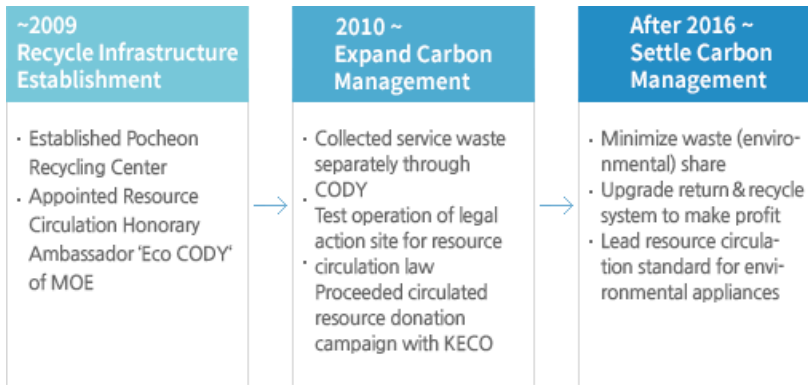 ~2009
Recycle Infrastructure
Establishment
· Established Pocheon
Recycling Center
· Appointed Resource
Circulation Honorary
Ambassador 'Eco CODY'
of MOE
2010 ~
Expand Carbon
Management
· Collected service waste
separately through
CODY
· Test operation of legal
action site for resource
· circulation law
Proceeded circulated
resource donation
campaign with KECO
After 2016 ~
Settle Carbon
Management
· Minimize waste (enviro-
nmental) share
· Upgrade return & recycle
system to make profit
· Lead resource circula-
tion standard for envi-
ronmental appliances